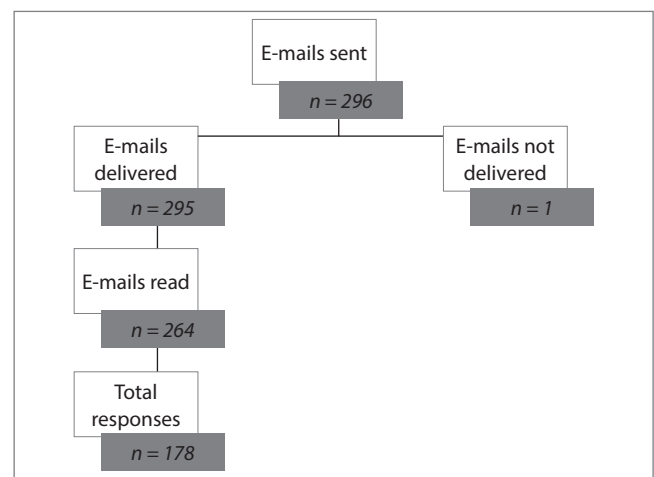 E-mails sent
n = 296
E-mails
delivered
n = 295
E-mails not
delivered
n = 1
E-mails read
n = 264
Total
responses
n = 178